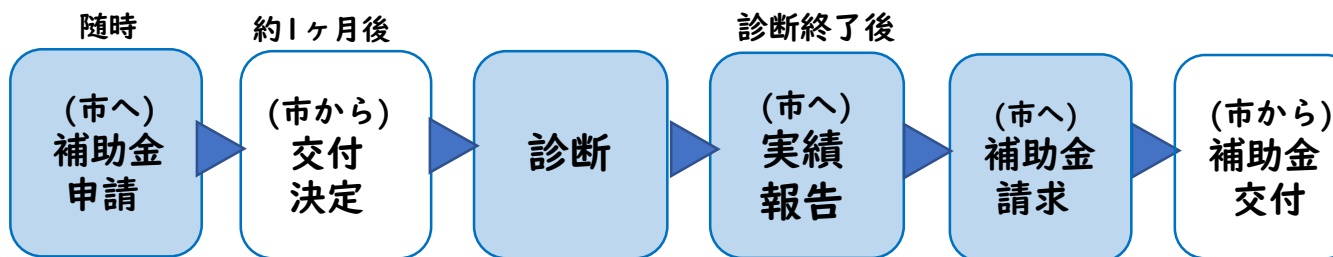 随時
(市へ)
補助金
申請
約1ヶ月後
(市から)
交付
決定
診断
診断終了後
(市へ)
実績
報告
(市へ)
補助金
請求
(市から)
補助金
交付